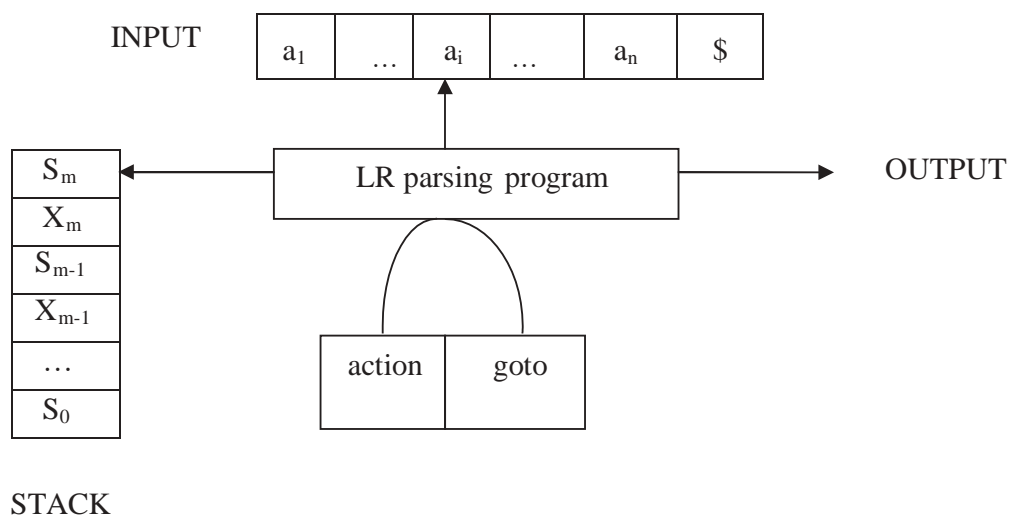 INPUT
a₁ … aᵢ … aₙ $
LR parsing program
OUTPUT
Sₘ
Xₘ
Sₘ₋₁
Xₘ₋₁
…
S₀
action goto
STACK